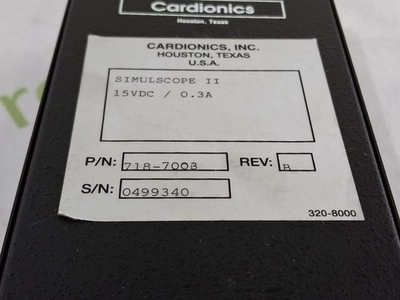 Cardionics
Houston, Texas
CARDIONICS, INC.
HOUSTON, TEXAS
U.S.A.
SIMULSCOPE II
15VDC / 0.3A
P/N: 718-7003 REV: B
S/N: 0499340
320-8000